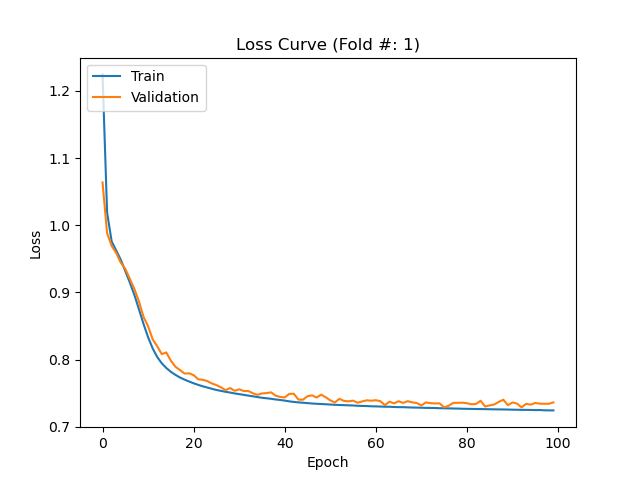 Loss Curve (Fold #: 1)
Train
Validation
1.2
1.1
1.0
0.9
0.8
0.7
Loss
0 20 40 60 80 100
Epoch